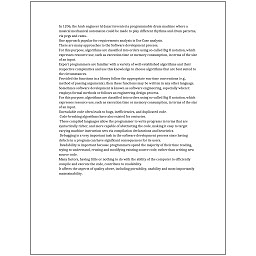 In 1206, the Arab engineer Al-Jazari invented a programmable drum machine where a
musical mechanical automaton could be made to play different rhythms and drum patterns,
via pegs and cams.
One approach popular for requirements analysis is Use Case analysis.
There are many approaches to the Software development process.
For this purpose, algorithms are classified into orders using so-called Big O notation, which
expresses resource use, such as execution time or memory consumption, in terms of the size
of an input.
Expert programmers are familiar with a variety of well-established algorithms and their
respective complexities and use this knowledge to choose algorithms that are best suited to
the circumstances.
Provided the functions in a library follow the appropriate run-time conventions (e.g.,
method of passing arguments), then these functions may be written in any other language.
Sometimes software development is known as software engineering, especially when it
employs formal methods or follows an engineering design process.
For this purpose, algorithms are classified into orders using so-called Big O notation, which
expresses resource use, such as execution time or memory consumption, in terms of the size
of an input.
Unreadable code often leads to bugs, inefficiencies, and duplicated code.
Code-breaking algorithms have also existed for centuries.
These compiled languages allow the programmer to write programs in terms that are
syntactically richer, and more capable of abstracting the code, making it easy to target
varying machine instruction sets via compilation declarations and heuristics.
Debugging is a very important task in the software development process since having
defects in a program can have significant consequences for its users.
Readability is important because programmers spend the majority of their time reading,
trying to understand, reusing and modifying existing source code, rather than writing new
source code.
Many factors, having little or nothing to do with the ability of the computer to efficiently
compile and execute the code, contribute to readability.
It affects the aspects of quality above, including portability, usability and most importantly
maintainability.